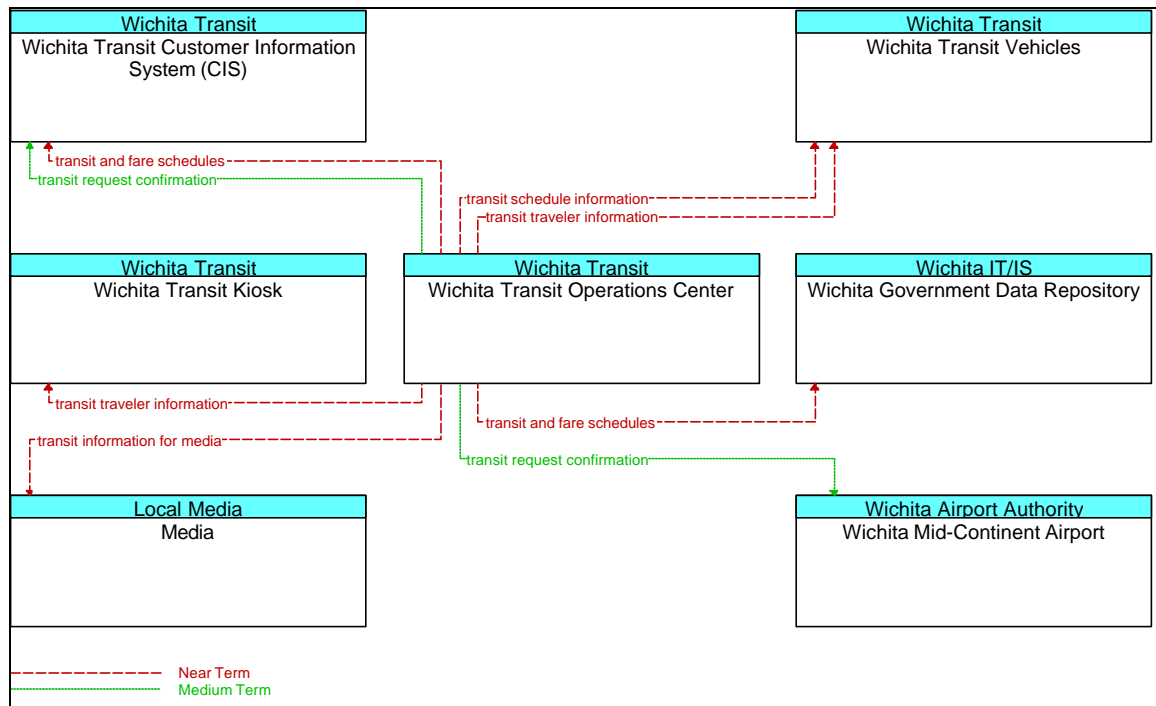 Wichita Transit
Wichita Transit Customer Information
System (CIS)
Wichita Transit
Wichita Transit Vehicles
transit and fare schedules
transit request confirmation
transit schedule information
transit traveler information
Wichita Transit
Wichita Transit Kiosk
Wichita Transit
Wichita Transit Operations Center
Wichita IT/IS
Wichita Government Data Repository
transit traveler information
transit and fare schedules
transit information for media
transit request confirmation
Local Media
Media
Wichita Airport Authority
Wichita Mid-Continent Airport
Near Term
Medium Term